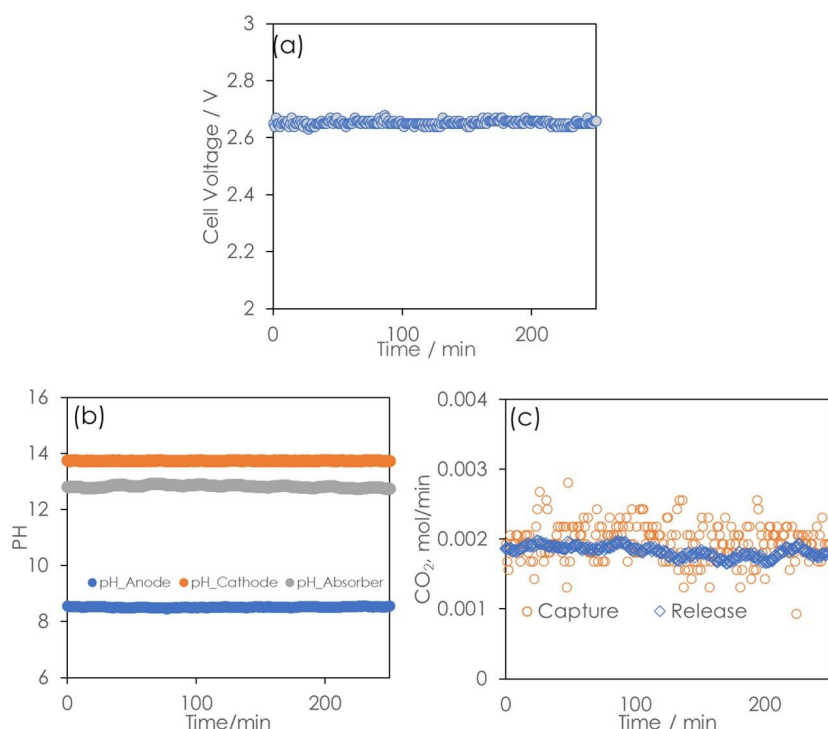 (a)
3
2.8
2.6
2.4
2.2
2
Cell Voltage / V
0
100
200
Time / min
(b)
16
14
12
10
8
6
PH
pH_Anode pH_Cathode pH_Absorber
0
100
200
Time/min
(c)
0.004
0.003
0.002
0.001
0
CO₂, mol/min
Capture Release
0
100
200
Time / min